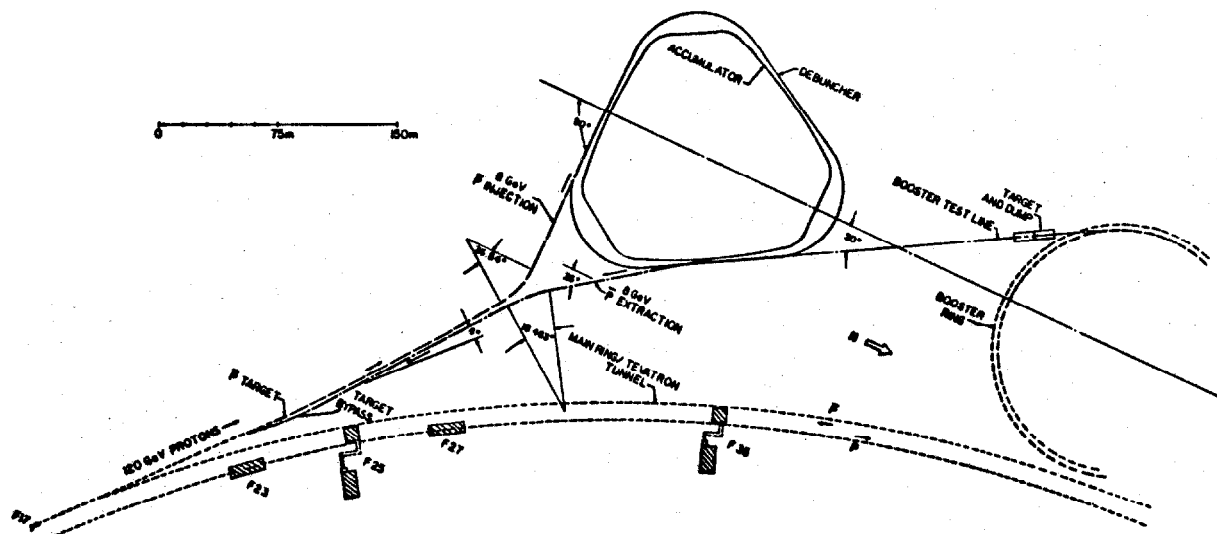 ACCUMULATOR
DEBUNCHER
0
75m
150m
8 GeV
p̄ INJECTION
BOOSTER TEST LINE
TARGET
AND DUMP
8 GeV
p̄ EXTRACTION
BOOSTER
RING
MAIN RING/TEVATRON
TUNNEL
N
p̄ TARGET
TARGET
BYPASS
120 GeV PROTONS
F17
F23
F25
F27